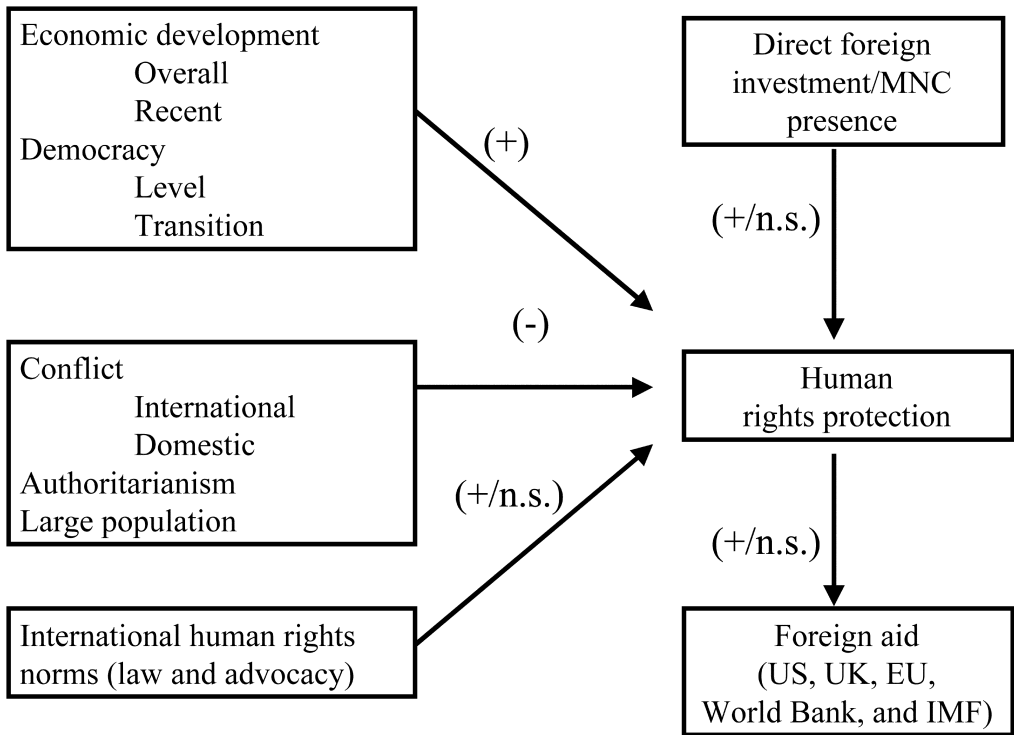 Economic development
Overall
Recent
Democracy
Level
Transition
(+)
Direct foreign
investment/MNC
presence
(+/n.s.)
(-)
Conflict
International
Domestic
Authoritarianism
Large population
Human
rights protection
(+/n.s.)
(+/n.s.)
International human rights
norms (law and advocacy)
Foreign aid
(US, UK, EU,
World Bank, and IMF)